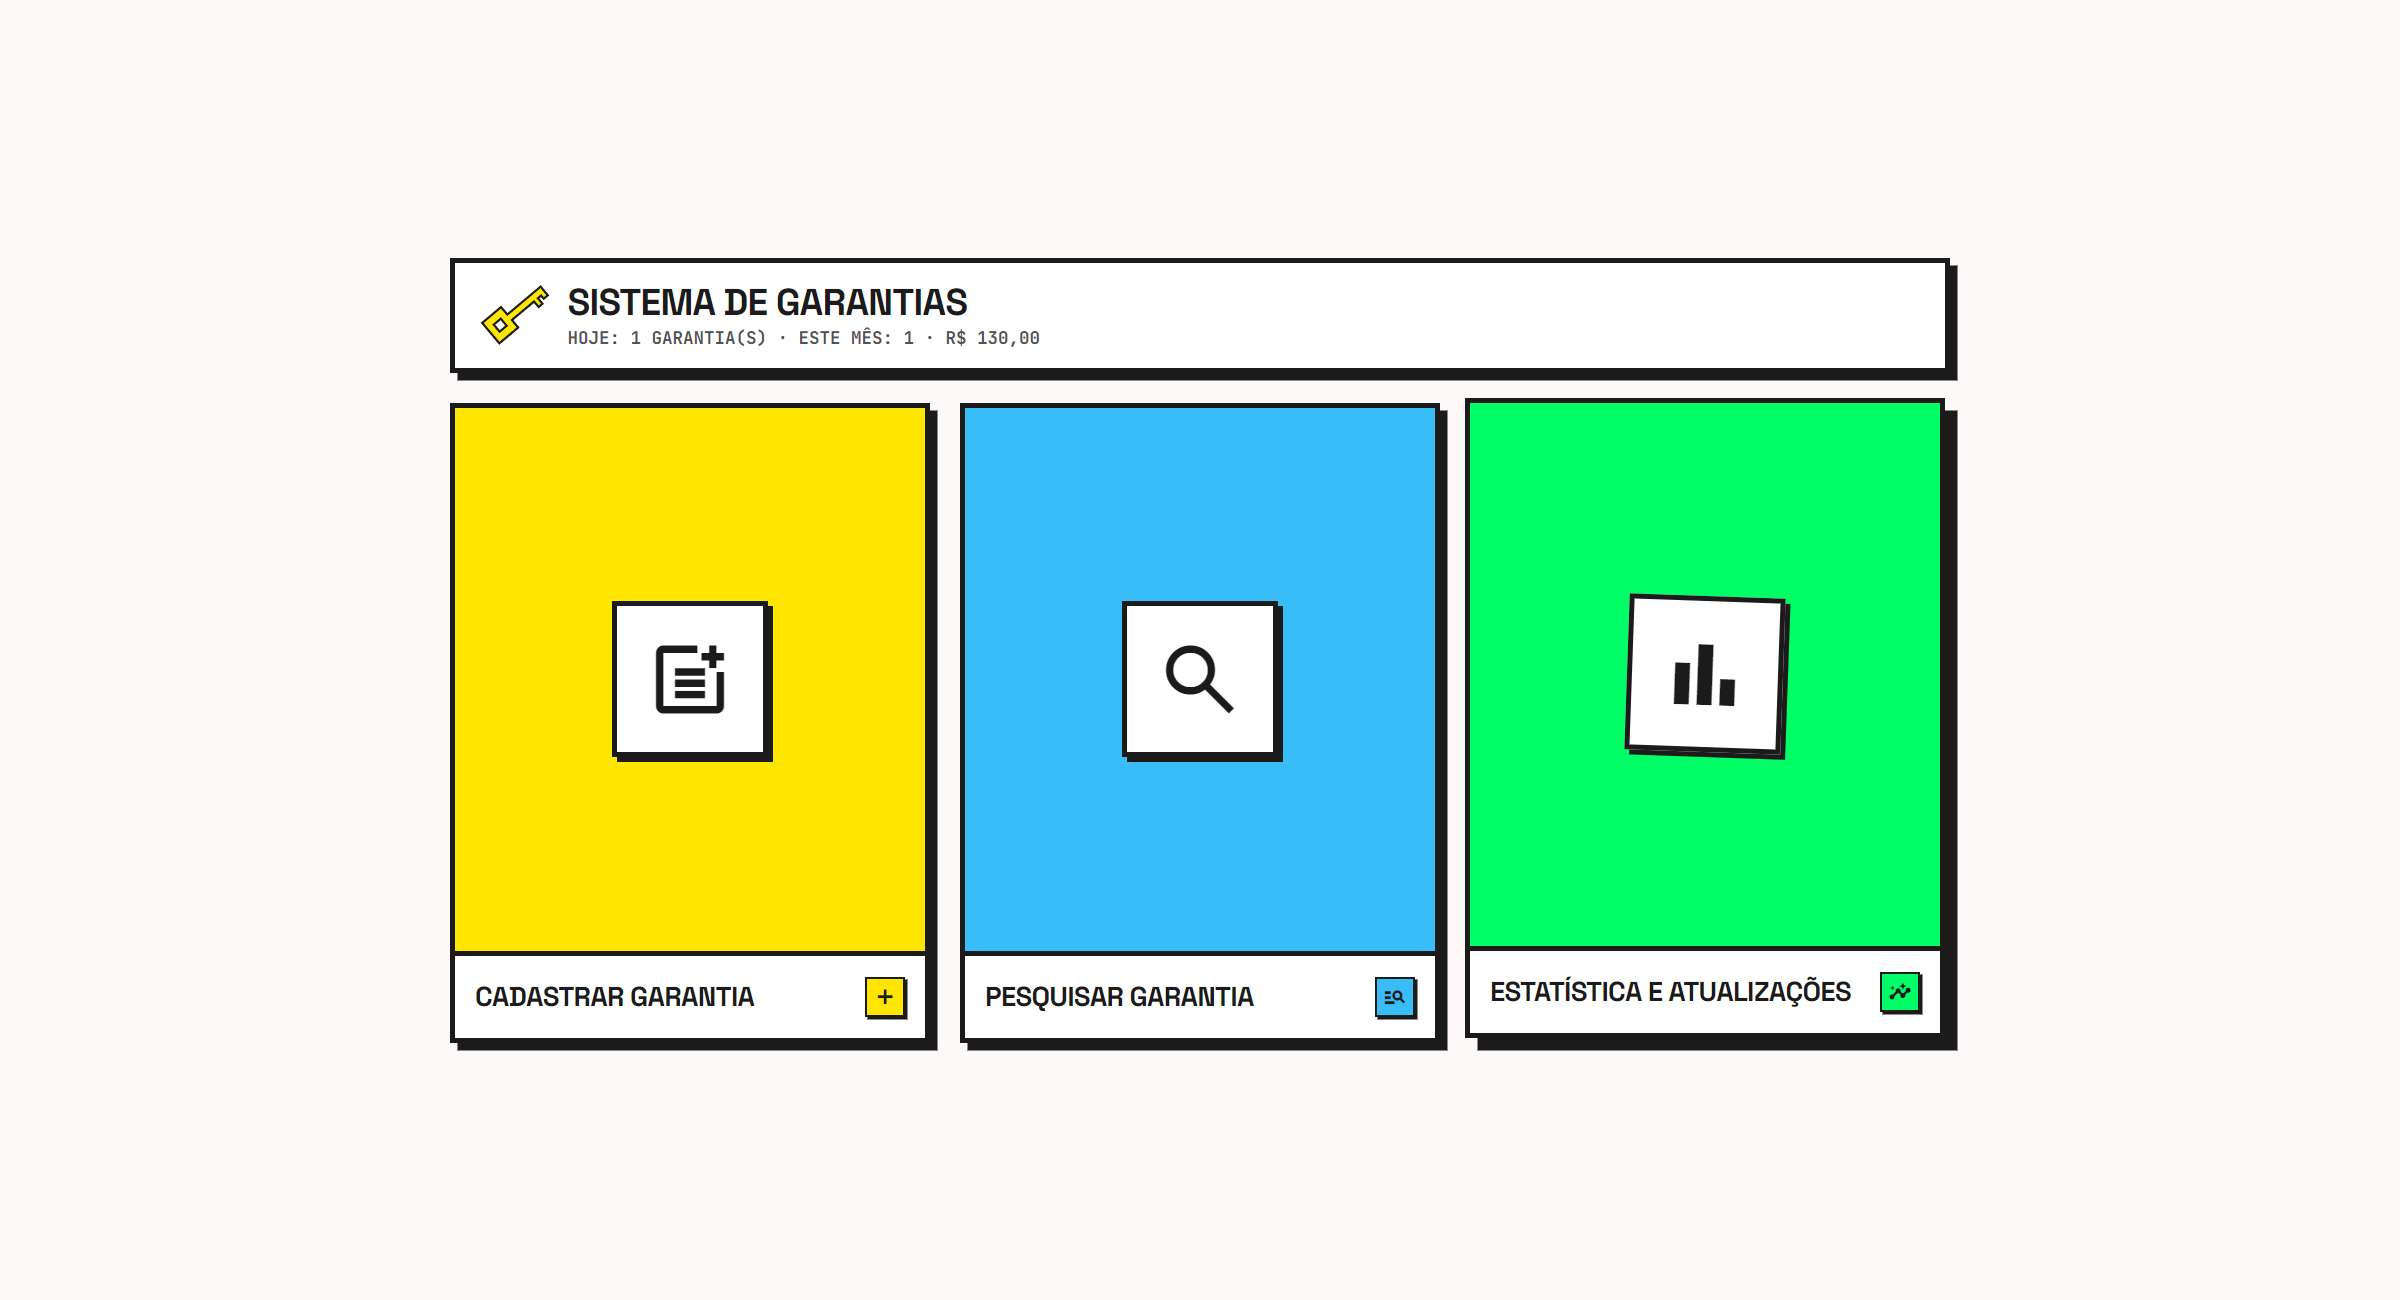 SISTEMA DE GARANTIAS
HOJE: 1 GARANTIA(S) · ESTE MÊS: 1 · R$ 130,00
CADASTRAR GARANTIA
PESQUISAR GARANTIA
ESTATÍSTICA E ATUALIZAÇÕES